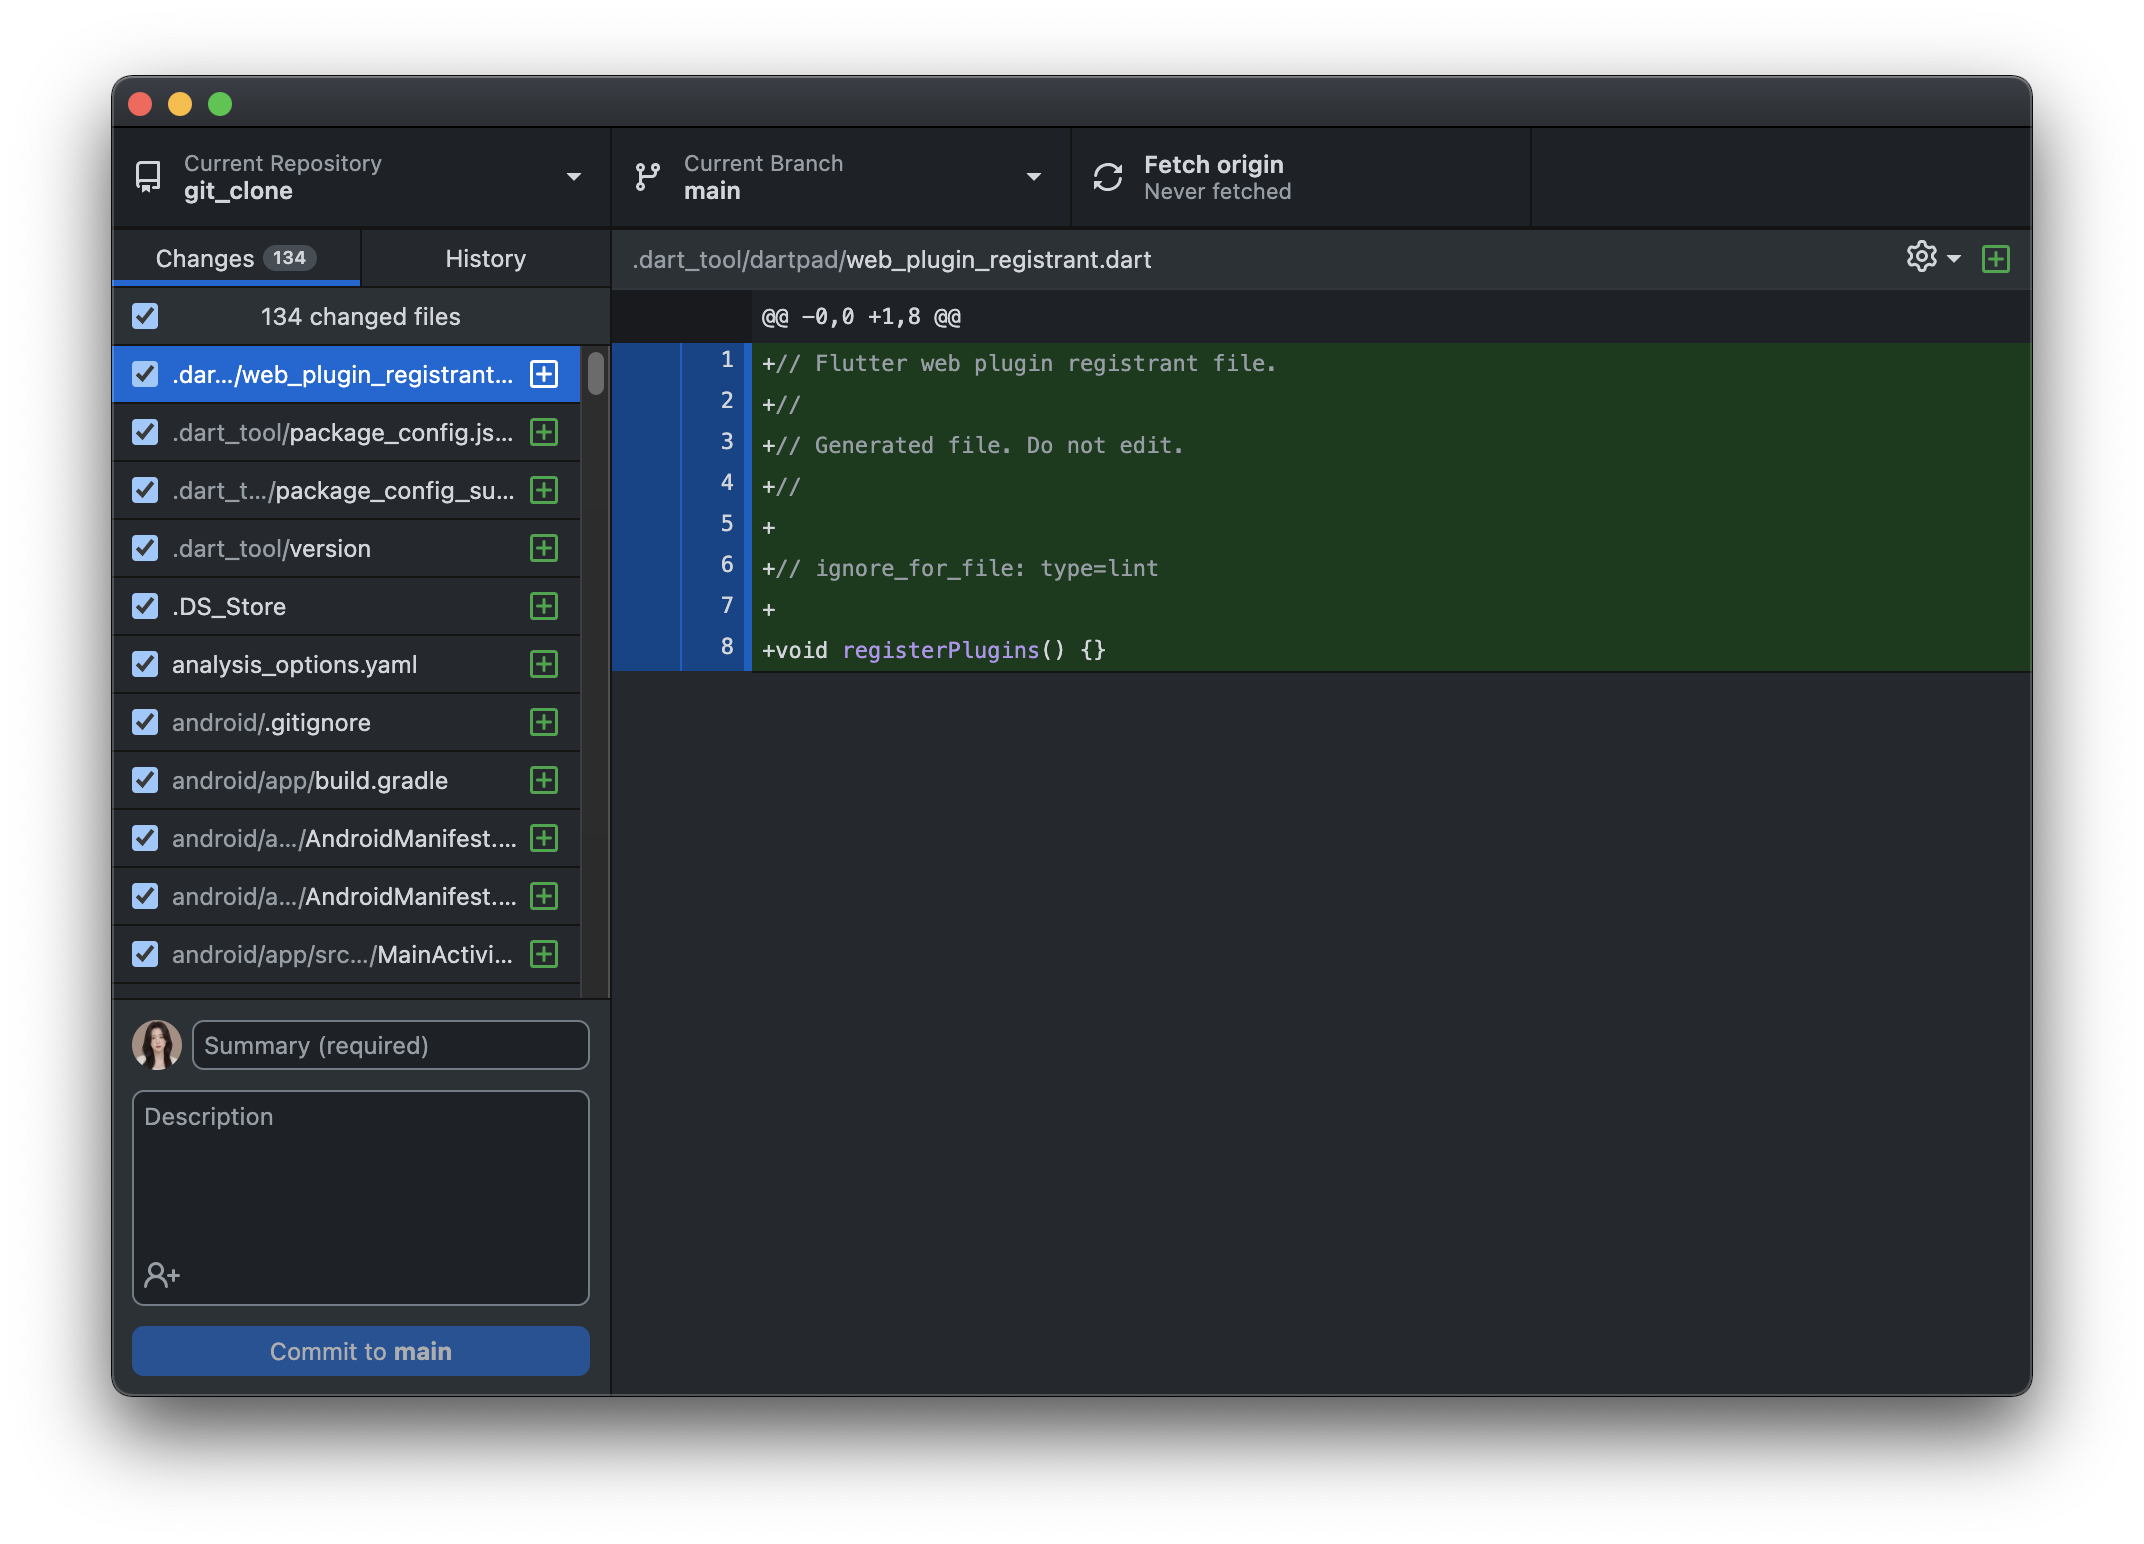 Current Repository
git_clone
Current Branch
main
Fetch origin
Never fetched
Changes 134
History
134 changed files
.dar.../web_plugin_registrant...
.dart_tool/package_config.js...
.dart_t.../package_config_su...
.dart_tool/version
.DS_Store
analysis_options.yaml
android/.gitignore
android/app/build.gradle
android/a.../AndroidManifest....
android/a.../AndroidManifest....
android/app/src.../MainActivi...
Summary (required)
Description
Commit to main
.dart_tool/dartpad/web_plugin_registrant.dart
@@ -0,0 +1,8 @@
1 +// Flutter web plugin registrant file.
2 +//
3 +// Generated file. Do not edit.
4 +//
5 +
6 +// ignore_for_file: type=lint
7 +
8 +void registerPlugins() {}